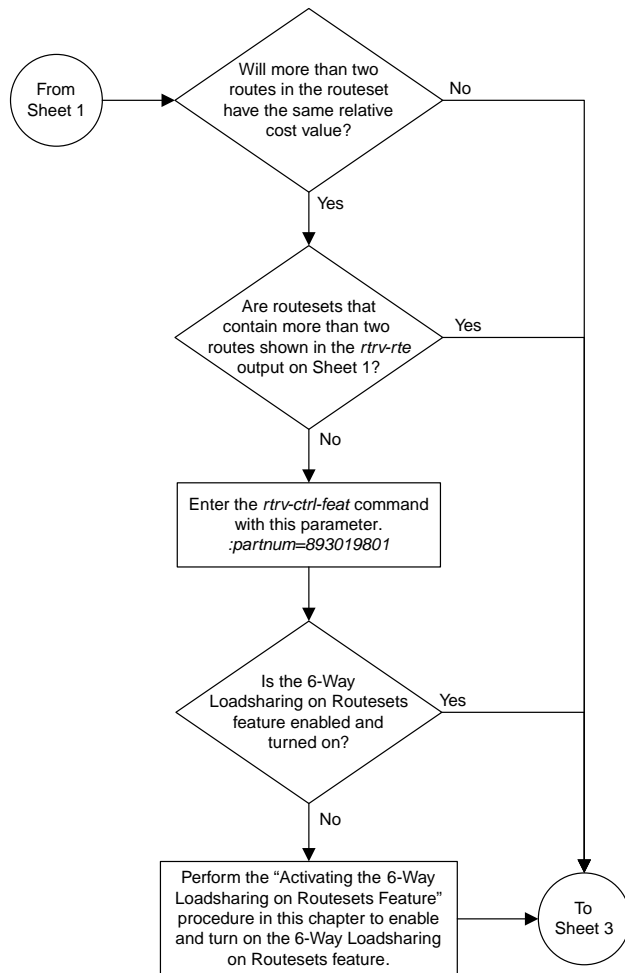 From
Sheet 1
Will more than two
routes in the routeset
have the same relative
cost value?
No
Yes
Are routesets that
contain more than two
routes shown in the rtrv-rte
output on Sheet 1?
Yes
No
Enter the rtrv-ctrl-feat command
with this parameter.
:partnum=893019801
Is the 6-Way
Loadsharing on Routesets
feature enabled and
turned on?
Yes
No
Perform the “Activating the 6-Way
Loadsharing on Routesets Feature”
procedure in this chapter to enable
and turn on the 6-Way Loadsharing
on Routesets feature.
To
Sheet 3